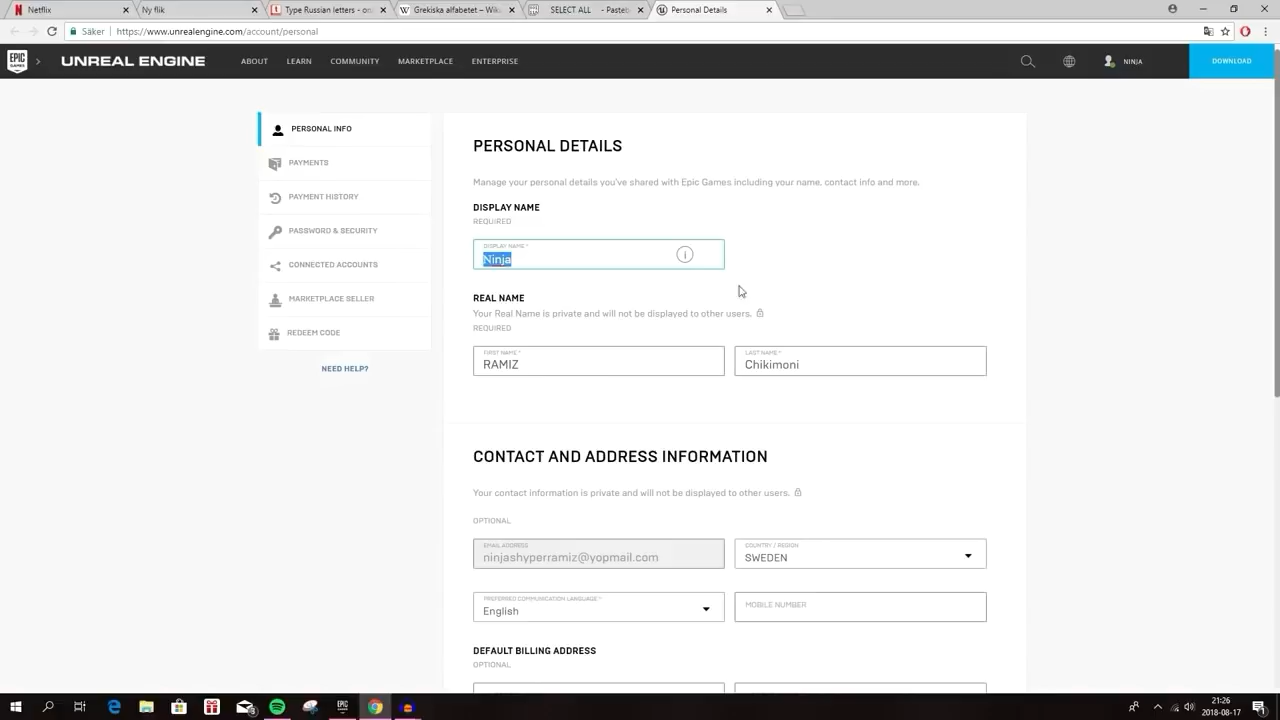 Netflix
Ny flik
Type Russian letters - on
Grekiska alfabetet – Wik
SELECT ALL - Pasteb
Personal Details
Säker
https://www.unrealengine.com/account/personal
EPIC GAMES
UNREAL ENGINE
ABOUT
LEARN
COMMUNITY
MARKETPLACE
ENTERPRISE
NINJA
DOWNLOAD
PERSONAL INFO
PAYMENTS
PAYMENT HISTORY
PASSWORD & SECURITY
CONNECTED ACCOUNTS
MARKETPLACE SELLER
REDEEM CODE
NEED HELP?
PERSONAL DETAILS
Manage your personal details you've shared with Epic Games including your name, contact info and more.
DISPLAY NAME
REQUIRED
DISPLAY NAME *
Ninja
REAL NAME
Your Real Name is private and will not be displayed to other users.
REQUIRED
FIRST NAME *
RAMIZ
LAST NAME *
Chikimoni
CONTACT AND ADDRESS INFORMATION
Your contact information is private and will not be displayed to other users.
OPTIONAL
EMAIL ADDRESS
ninjashyperramiz@yopmail.com
COUNTRY / REGION
SWEDEN
PREFERRED COMMUNICATION LANGUAGE *
English
MOBILE NUMBER
DEFAULT BILLING ADDRESS
OPTIONAL
21:26
2018-08-17